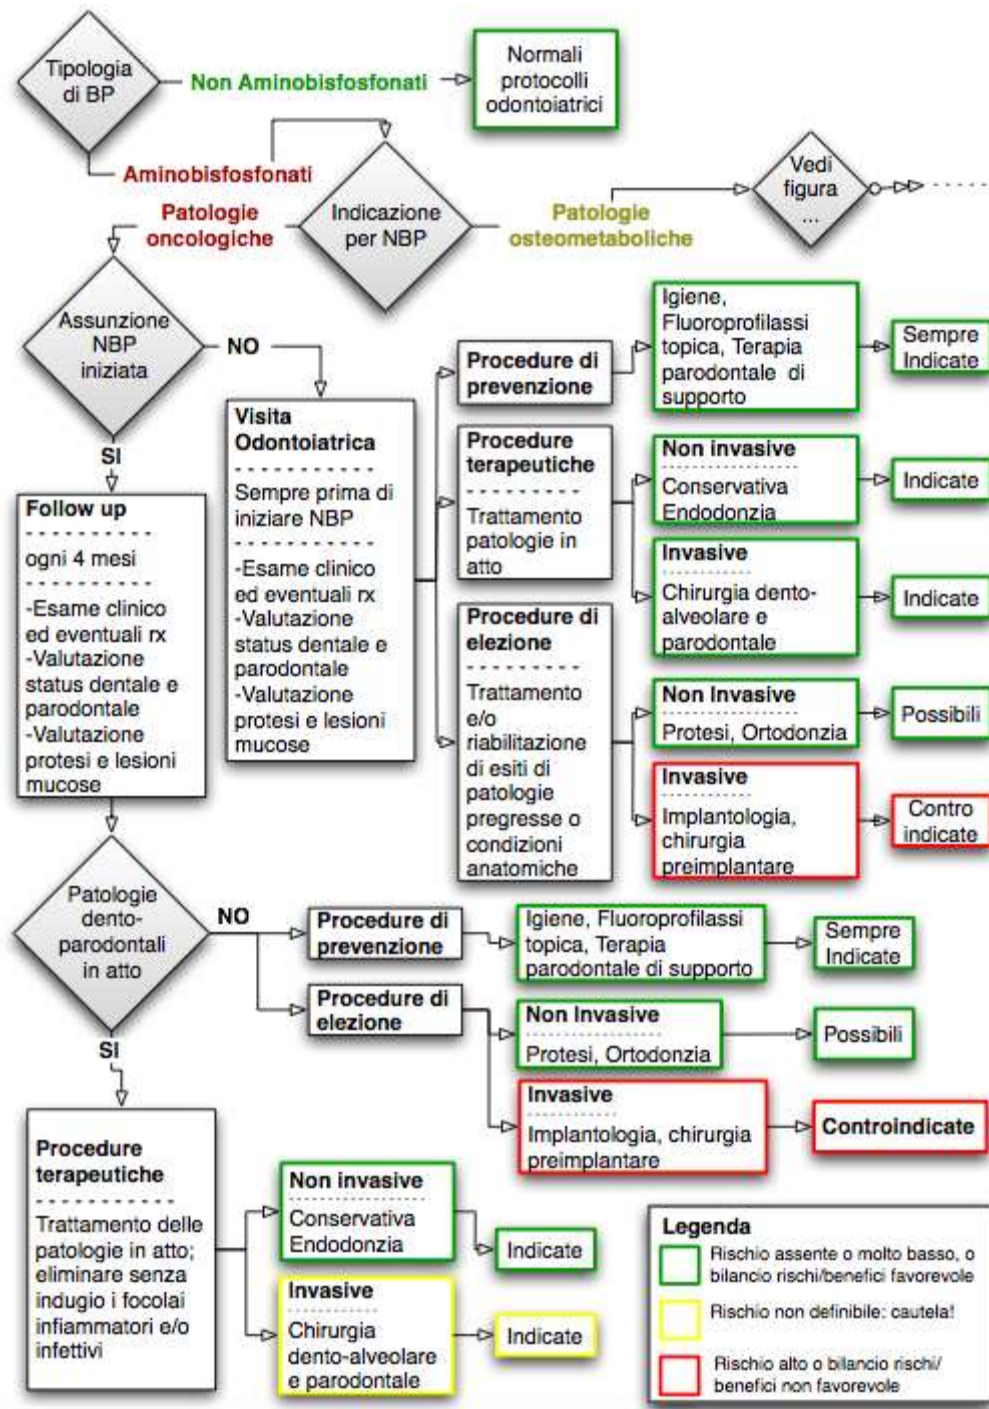 Tipologia
di BP
Non Aminobisfosfonati
Normali
protocolli
odontoiatrici
Aminobisfosfonati
Indicazione
per NBP
Patologie
oncologiche
Patologie
osteometaboliche
Vedi
figura
...
Assunzione
NBP
iniziata
NO
SI
Visita
Odontoiatrica
Sempre prima di
iniziare NBP
-Esame clinico
ed eventuali rx
-Valutazione
status dentale e
parodontale
-Valutazione
protesi e lesioni
mucose
Procedure di
prevenzione
Igiene,
Fluoroprofilassi
topica, Terapia
parodontale di
supporto
Sempre
Indicate
Procedure
terapeutiche
Trattamento
patologie in
atto
Non invasive
Conservativa
Endodonzia
Indicate
Invasive
Chirurgia dento-
alveolare e
parodontale
Indicate
Procedure di
elezione
Trattamento
e/o
riabilitazione
di esiti di
patologie
pregresse o
condizioni
anatomiche
Non Invasive
Protesi, Ortodonzia
Possibili
Invasive
Implantologia,
chirurgia
preimplantare
Contro
indicate
Follow up
ogni 4 mesi
-Esame clinico
ed eventuali rx
-Valutazione
status dentale e
parodontale
-Valutazione
protesi e lesioni
mucose
Patologie
dento-
parodontali
in atto
NO
SI
Procedure di
prevenzione
Igiene, Fluoroprofilassi
topica, Terapia
parodontale di supporto
Sempre
Indicate
Procedure di
elezione
Non Invasive
Protesi, Ortodonzia
Possibili
Invasive
Implantologia, chirurgia
preimplantare
Controindicate
Procedure
terapeutiche
Trattamento delle
patologie in atto;
eliminare senza
indugio i focolai
infiammatori e/o
infettivi
Non invasive
Conservativa
Endodonzia
Indicate
Invasive
Chirurgia
dento-alveolare
e parodontale
Indicate
Legenda
Rischio assente o molto basso, o
bilancio rischi/benefici favorevole
Rischio non definibile: cautela!
Rischio alto o bilancio rischi/
benefici non favorevole